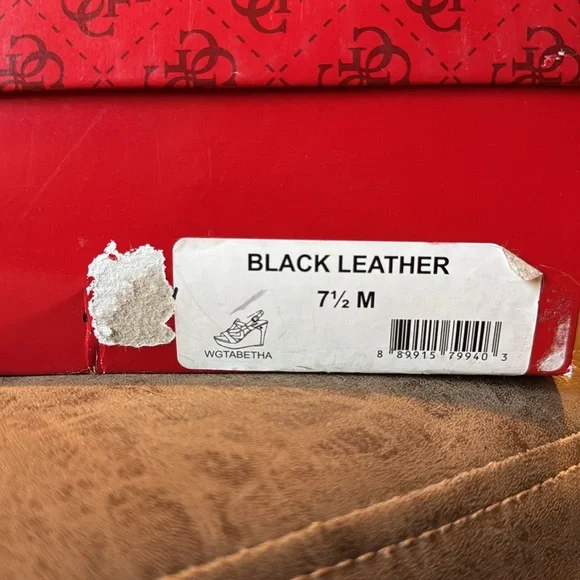 BLACK LEATHER
7½ M
WGTABETHA
8 89915 79940 3